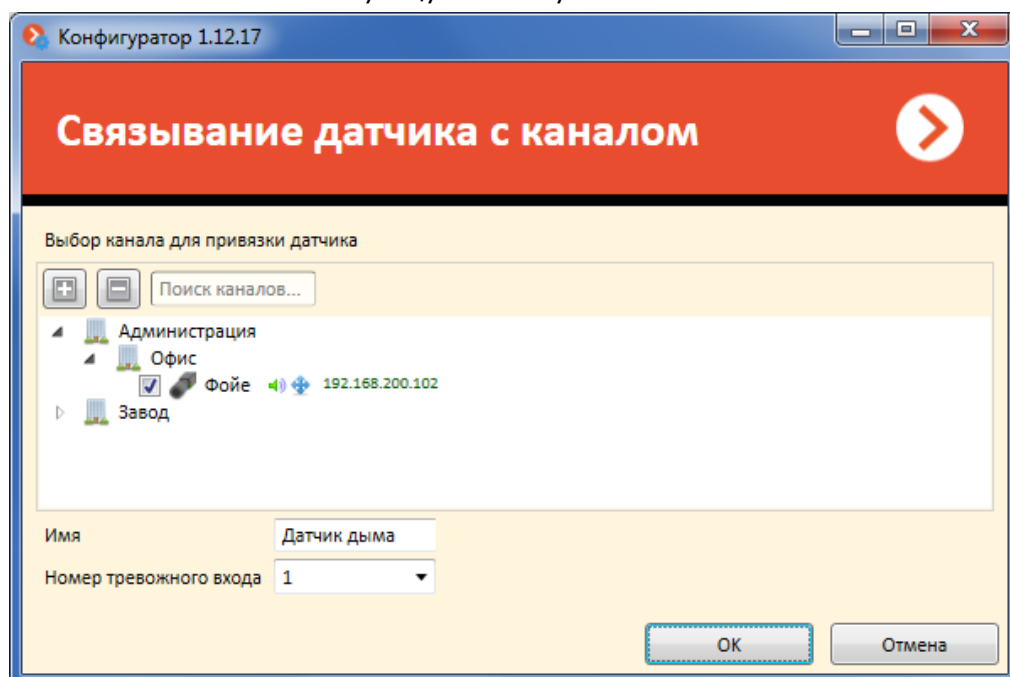 Конфигуратор 1.12.17
Связывание датчика с каналом
Выбор канала для привязки датчика
Поиск каналов...
Администрация
Офис
Фойе 192.168.200.102
Завод
Имя Датчик дыма
Номер тревожного входа 1
OK Отмена